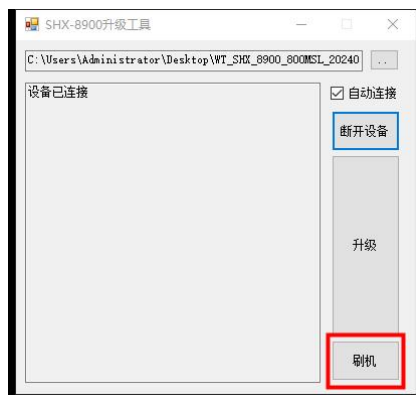 SHX-8900升级工具
C:\Users\Administrator\Desktop\WT_SHX_8900_800MSL_20240
..
设备已连接
自动连接
断开设备
升级
刷机